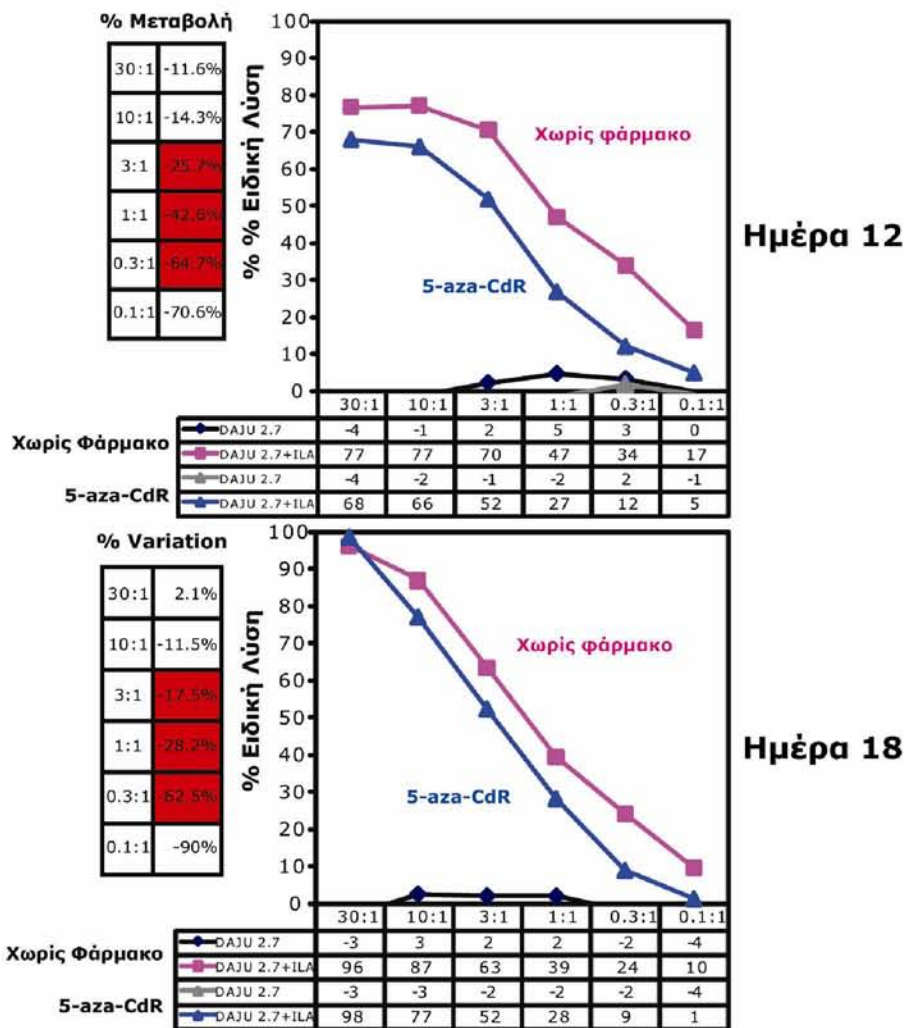 % Μεταβολή
30:1 -11.6%
10:1 -14.3%
3:1 -25.7%
1:1 -42.6%
0.3:1 -64.7%
0.1:1 -70.6%
% % Ειδική Λύση
100
90
80
70
60
50
40
30
20
10
0
Χωρίς φάρμακο
5-aza-CdR
Ημέρα 12
30:1 10:1 3:1 1:1 0.3:1 0.1:1
Χωρίς Φάρμακο
DAJU 2.7 -4 -1 2 5 3 0
DAJU 2.7+ILA 77 77 70 47 34 17
5-aza-CdR
DAJU 2.7 -4 -2 -1 -2 2 -1
DAJU 2.7+ILA 68 66 52 27 12 5
% Variation
30:1 2.1%
10:1 -11.5%
3:1 -17.5%
1:1 -28.2%
0.3:1 -62.5%
0.1:1 -90%
% Ειδική Λύση
100
90
80
70
60
50
40
30
20
10
0
Χωρίς φάρμακο
5-aza-CdR
Ημέρα 18
30:1 10:1 3:1 1:1 0.3:1 0.1:1
Χωρίς Φάρμακο
DAJU 2.7 -3 3 2 2 -2 -4
DAJU 2.7+ILA 96 87 63 39 24 10
5-aza-CdR
DAJU 2.7 -3 -3 -2 -2 -2 -4
DAJU 2.7+ILA 98 77 52 28 9 1